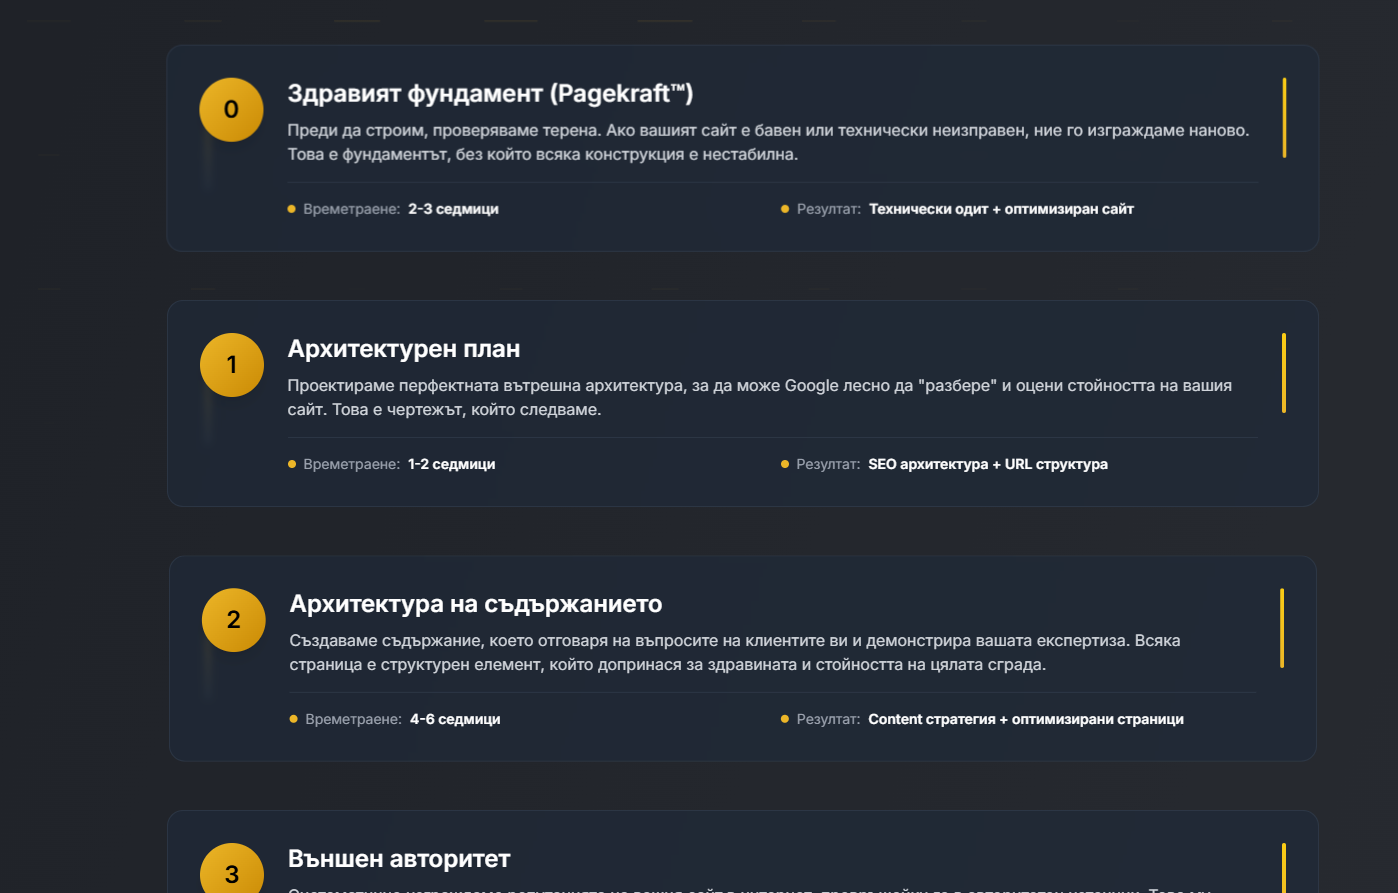 0
Здравият фундамент (Pagekraft™)
Преди да строим, проверяваме терена. Ако вашият сайт е бавен или технически неизправен, ние го изграждаме наново.
Това е фундаментът, без който всяка конструкция е нестабилна.
Времетраене: 2-3 седмици
Резултат: Технически одит + оптимизиран сайт
1
Архитектурен план
Проектираме перфектната вътрешна архитектура, за да може Google лесно да "разбере" и оцени стойността на вашия
сайт. Това е чертежът, който следваме.
Времетраене: 1-2 седмици
Резултат: SEO архитектура + URL структура
2
Архитектура на съдържанието
Създаваме съдържание, което отговаря на въпросите на клиентите ви и демонстрира вашата експертиза. Всяка
страница е структурен елемент, който допринася за здравината и стойността на цялата сграда.
Времетраене: 4-6 седмици
Резултат: Content стратегия + оптимизирани страници
3
Външен авторитет